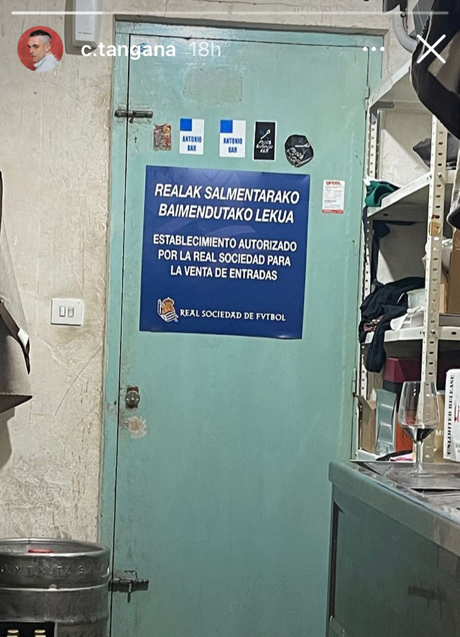 c.tangana 18h
ANTONIO
BAR
ANTONIO
BAR
REALAK SALMENTARAKO
BAIMENDUTAKO LEKUA
ESTABLECIMIENTO AUTORIZADO
POR LA REAL SOCIEDAD PARA
LA VENTA DE ENTRADAS
REAL SOCIEDAD DE FVTBOL